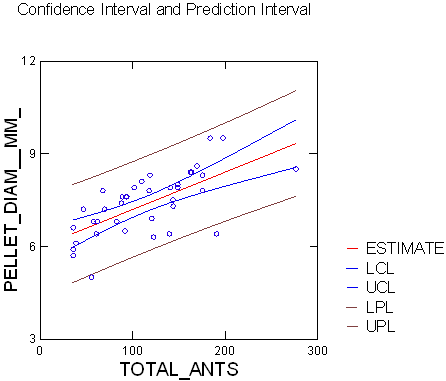 Confidence Interval and Prediction Interval
12
9
6
3
PELLET_DIAM__MM_
0
100
200
300
TOTAL_ANTS
ESTIMATE
LCL
UCL
LPL
UPL